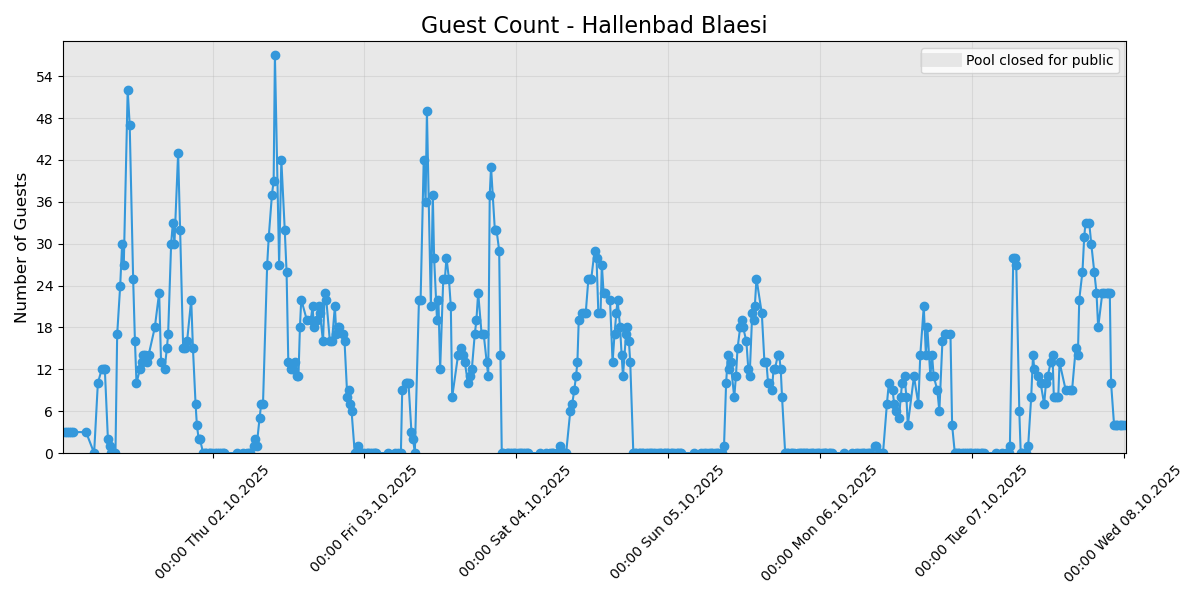 Guest Count - Hallenbad Blaesi
Pool closed for public
Number of Guests
54
48
42
36
30
24
18
12
6
0
00:00 Thu 02.10.2025
00:00 Fri 03.10.2025
00:00 Sat 04.10.2025
00:00 Sun 05.10.2025
00:00 Mon 06.10.2025
00:00 Tue 07.10.2025
00:00 Wed 08.10.2025